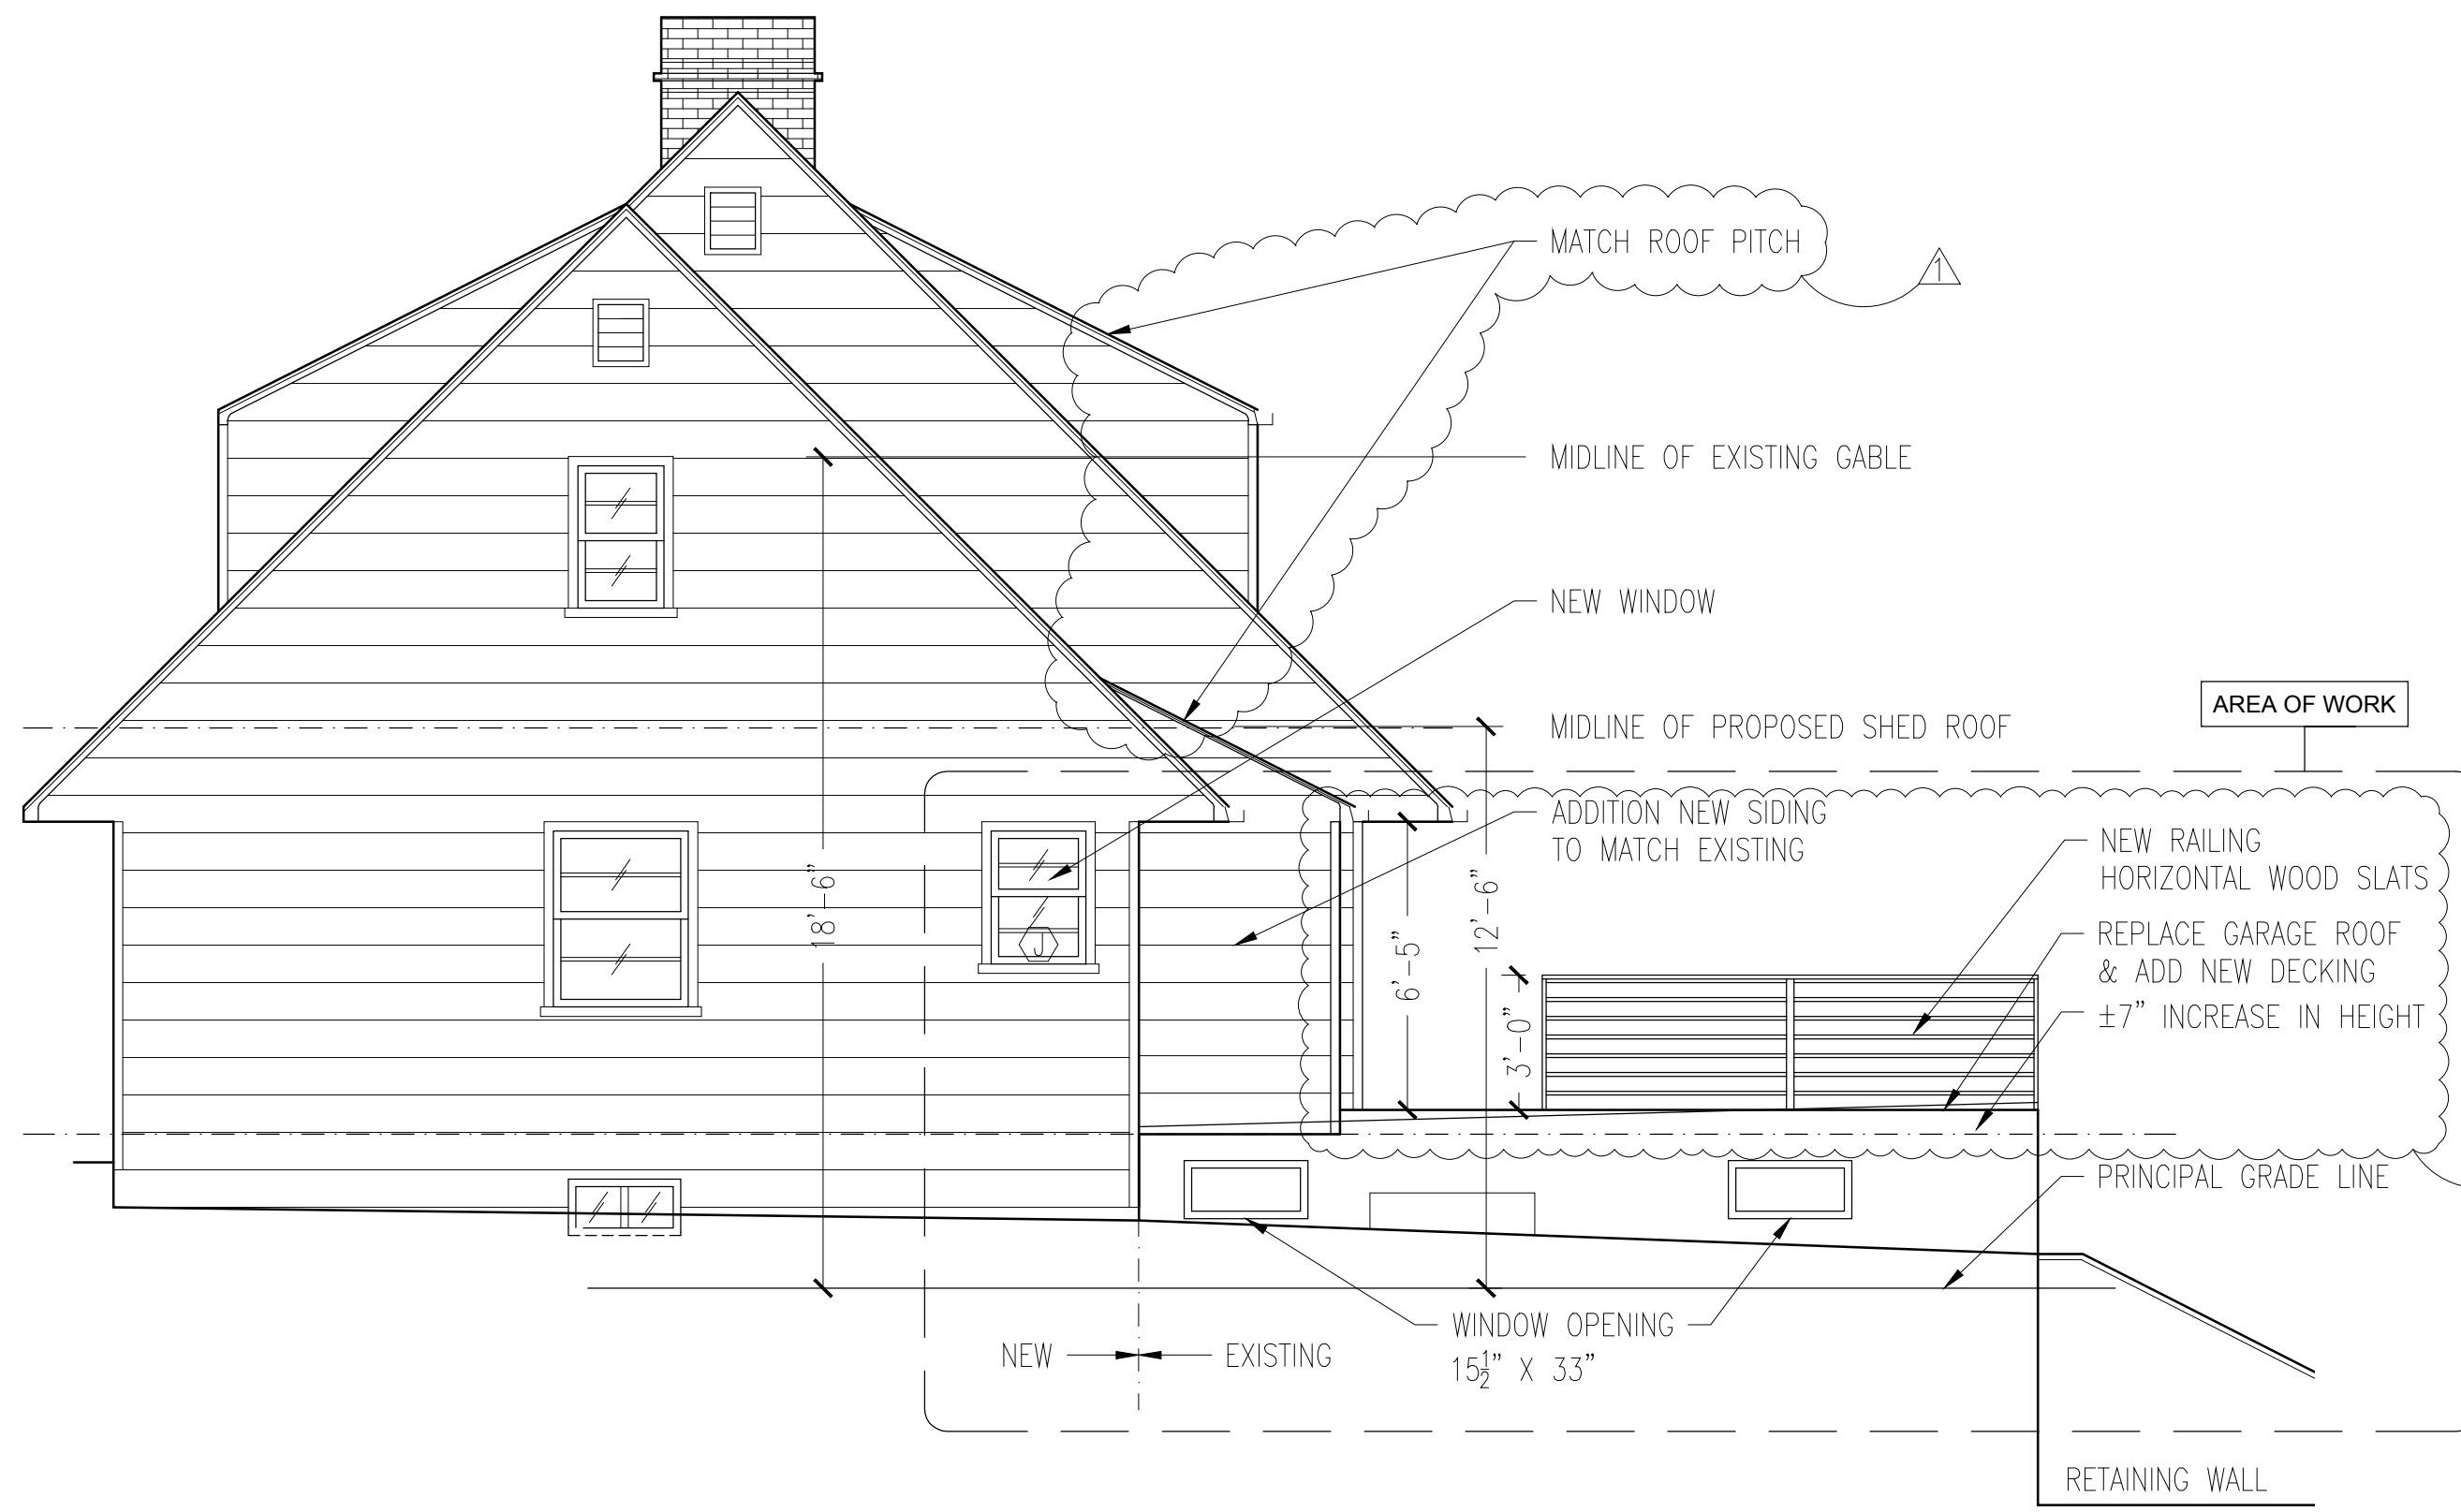 MATCH ROOF PITCH
1
MIDLINE OF EXISTING GABLE
NEW WINDOW
AREA OF WORK
MIDLINE OF PROPOSED SHED ROOF
ADDITION NEW SIDING
TO MATCH EXISTING
NEW RAILING
HORIZONTAL WOOD SLATS
REPLACE GARAGE ROOF
& ADD NEW DECKING
±7" INCREASE IN HEIGHT
18'-6"
J
6'-5"
12'-6"
3'-0"
PRINCIPAL GRADE LINE
WINDOW OPENING
15½" X 33"
NEW
EXISTING
RETAINING WALL